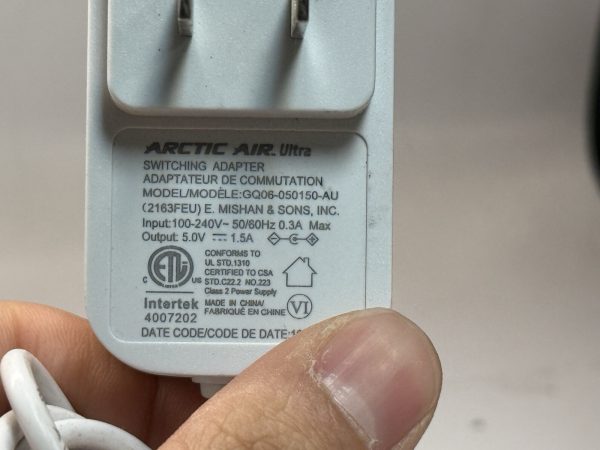 ARCTIC AIR. Ultra
SWITCHING ADAPTER
ADAPTATEUR DE COMMUTATION
MODEL/MODÈLE:GQ06-050150-AU
(2163FEU) E. MISHAN & SONS, INC.
Input:100-240V~ 50/60Hz 0.3A Max
Output: 5.0V ⎓ 1.5A
ETL
C US
Intertek
4007202
CONFORMS TO
UL STD.1310
CERTIFIED TO CSA
STD.C22.2 NO.223
Class 2 Power Supply
MADE IN CHINA/
FABRIQUÉ EN CHINE
VI
DATE CODE/CODE DE DATE: